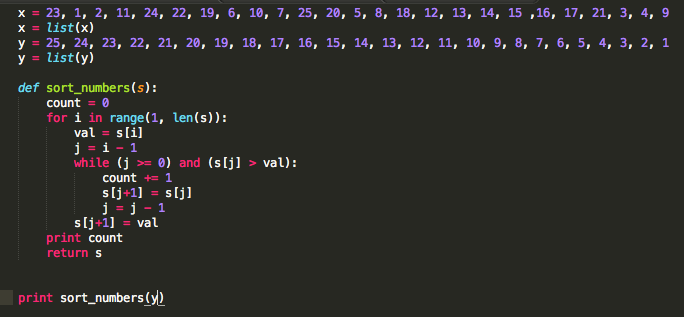 x = 23, 1, 2, 11, 24, 22, 19, 6, 10, 7, 25, 20, 5, 8, 18, 12, 13, 14, 15 ,16, 17, 21, 3, 4, 9
x = list(x)
y = 25, 24, 23, 22, 21, 20, 19, 18, 17, 16, 15, 14, 13, 12, 11, 10, 9, 8, 7, 6, 5, 4, 3, 2, 1
y = list(y)

def sort_numbers(s):
    count = 0
    for i in range(1, len(s)):
        val = s[i]
        j = i - 1
        while (j >= 0) and (s[j] > val):
            count += 1
            s[j+1] = s[j]
            j = j - 1
        s[j+1] = val
    print count
    return s

print sort_numbers(y)